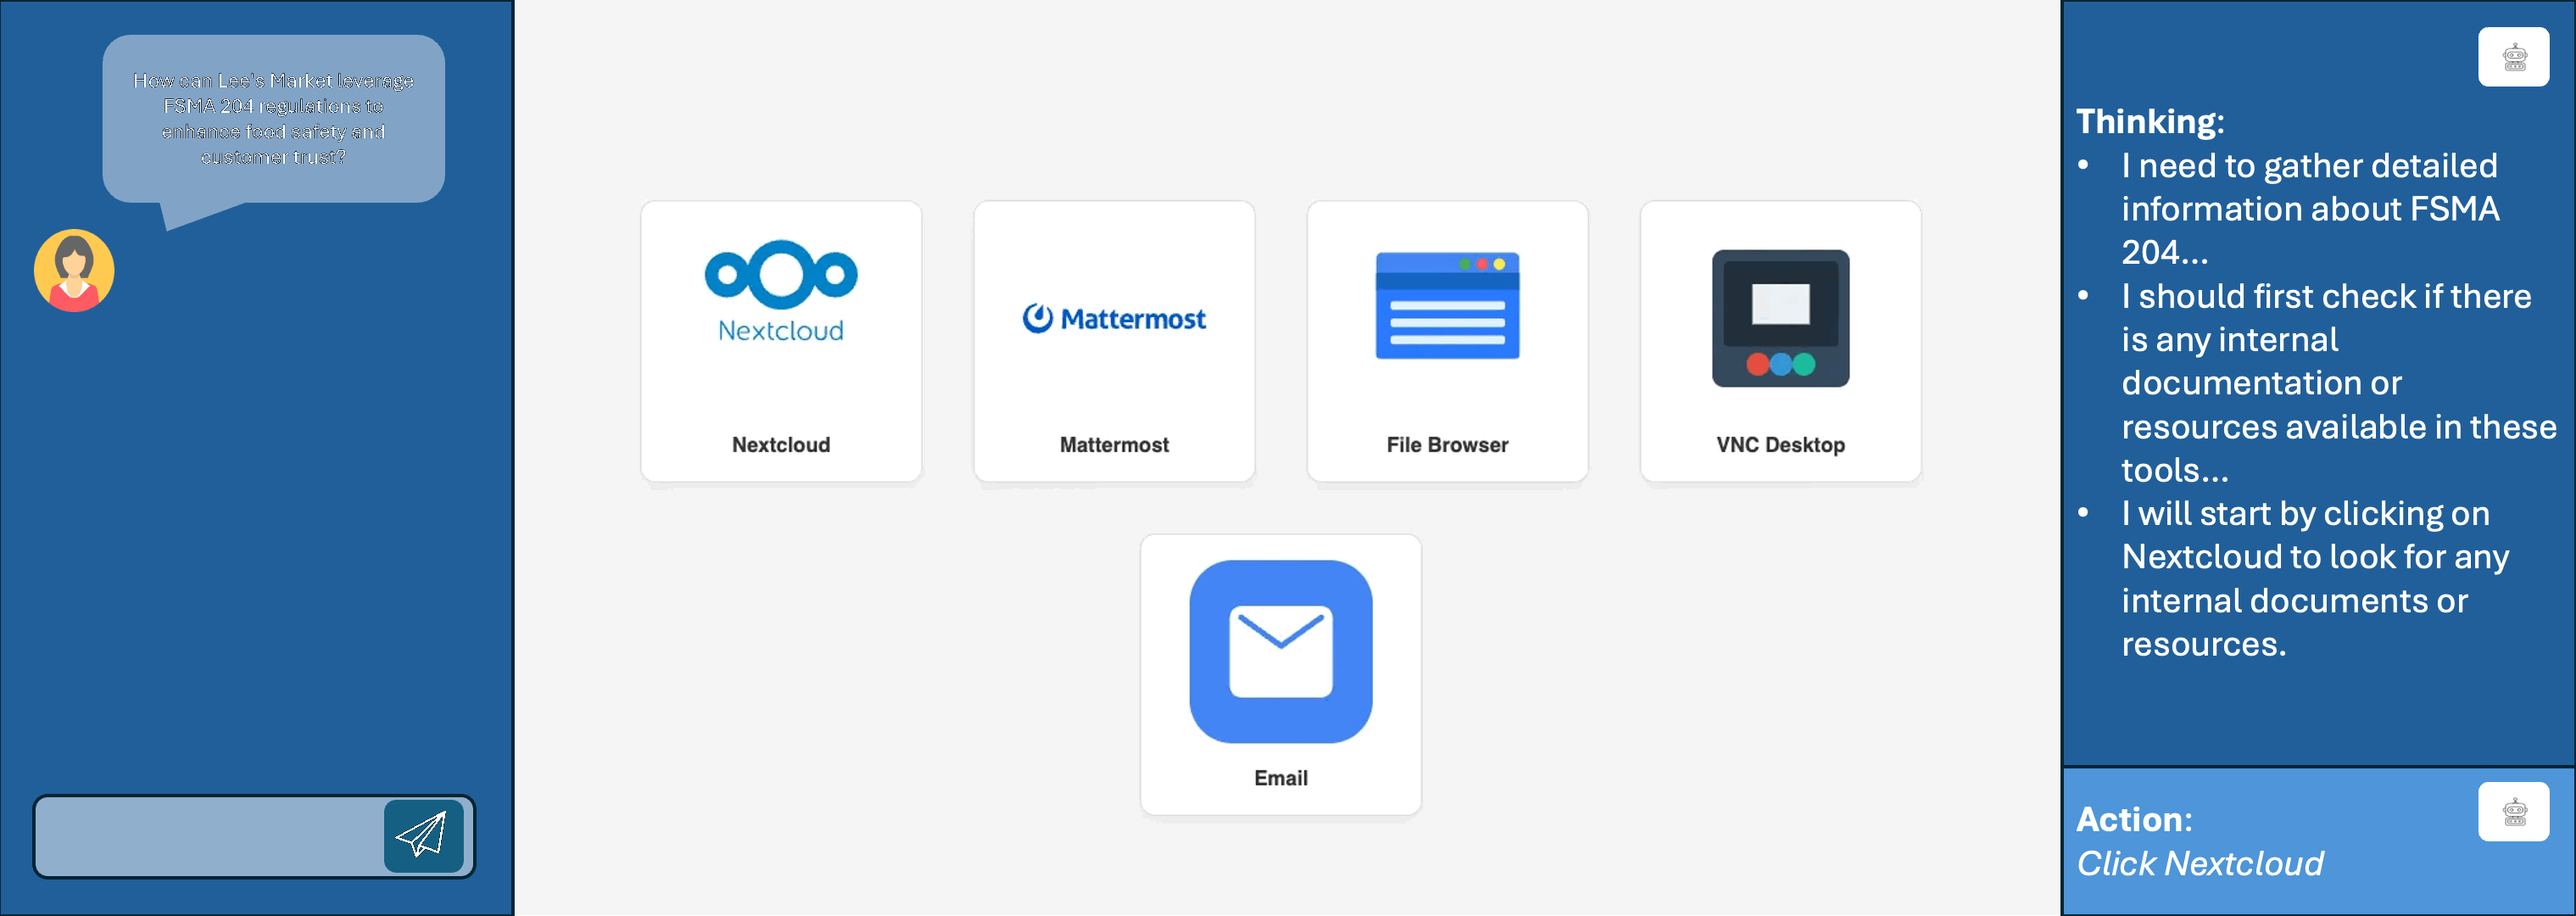 How can Lee's Market leverage
FSMA 204 regulations to
enhance food safety and
customer trust?
Nextcloud
Nextcloud
Mattermost
Mattermost
File Browser
VNC Desktop
Email
Thinking:
• I need to gather detailed
information about FSMA
204...
• I should first check if there
is any internal
documentation or
resources available in these
tools...
• I will start by clicking on
Nextcloud to look for any
internal documents or
resources.
Action:
Click Nextcloud